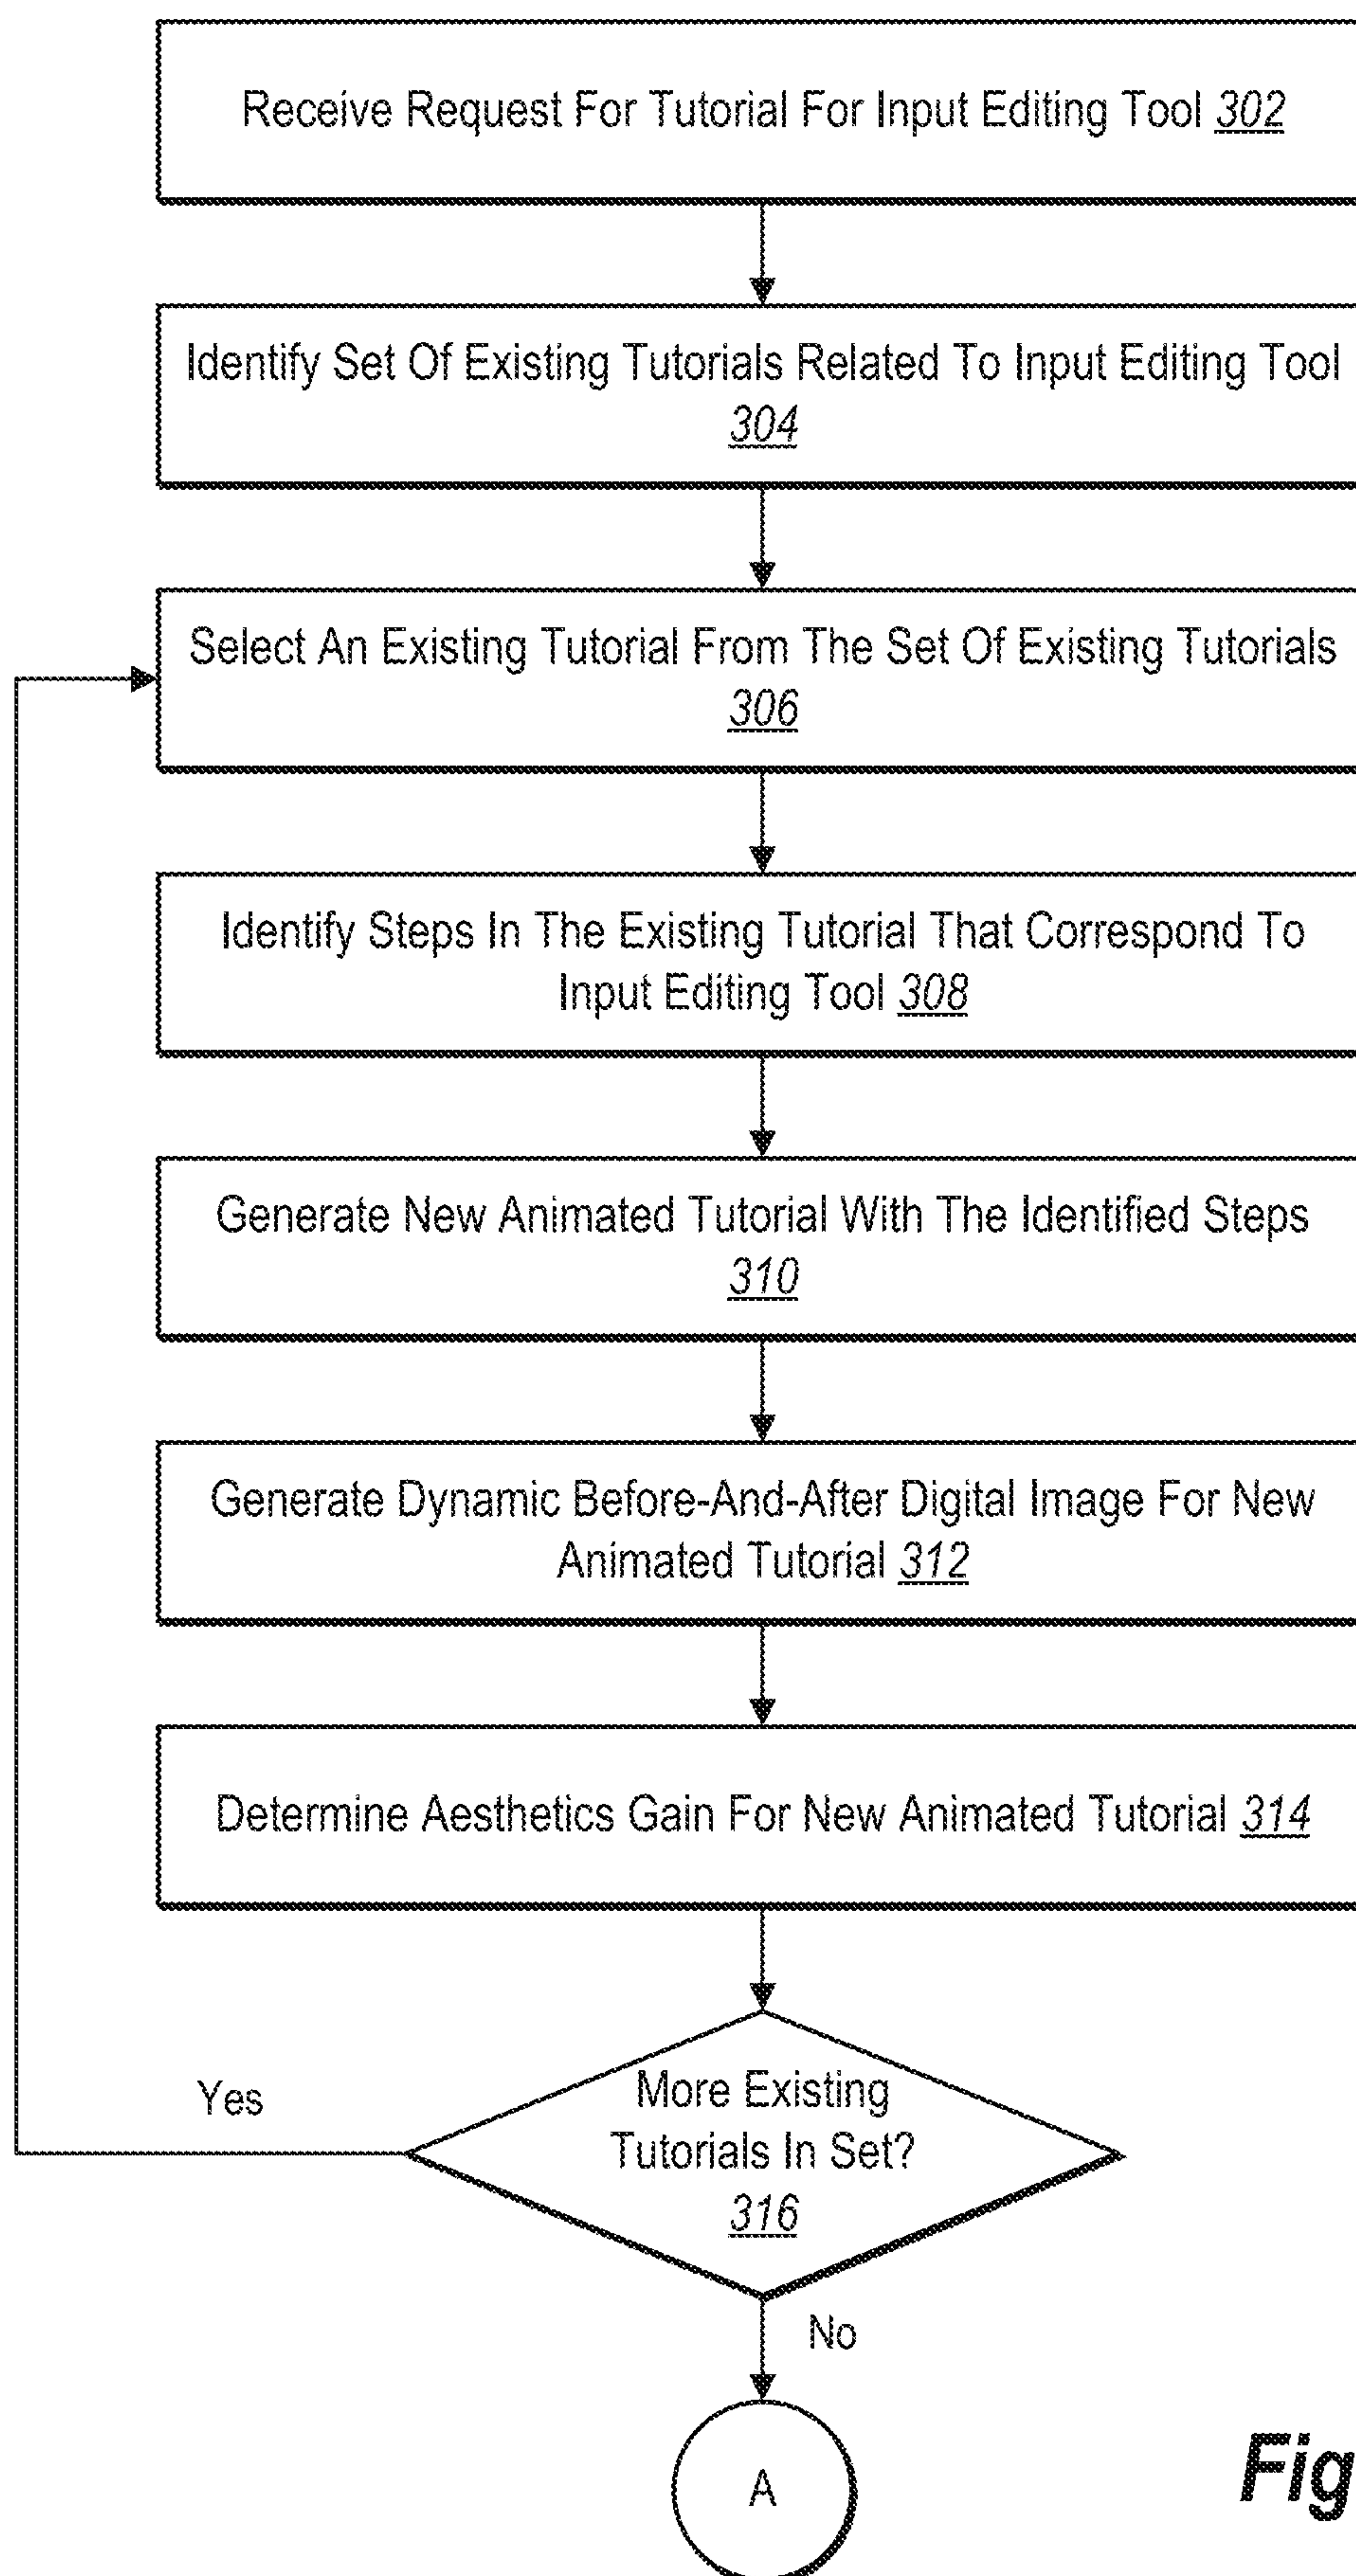 Receive Request For Tutorial For Input Editing Tool 302
Identify Set Of Existing Tutorials Related To Input Editing Tool
304
Select An Existing Tutorial From The Set Of Existing Tutorials
306
Identify Steps In The Existing Tutorial That Correspond To
Input Editing Tool 308
Generate New Animated Tutorial With The Identified Steps
310
Generate Dynamic Before-And-After Digital Image For New
Animated Tutorial 312
Determine Aesthetics Gain For New Animated Tutorial 314
More Existing
Yes
Tutorials In Set?
316
No
A
Fig